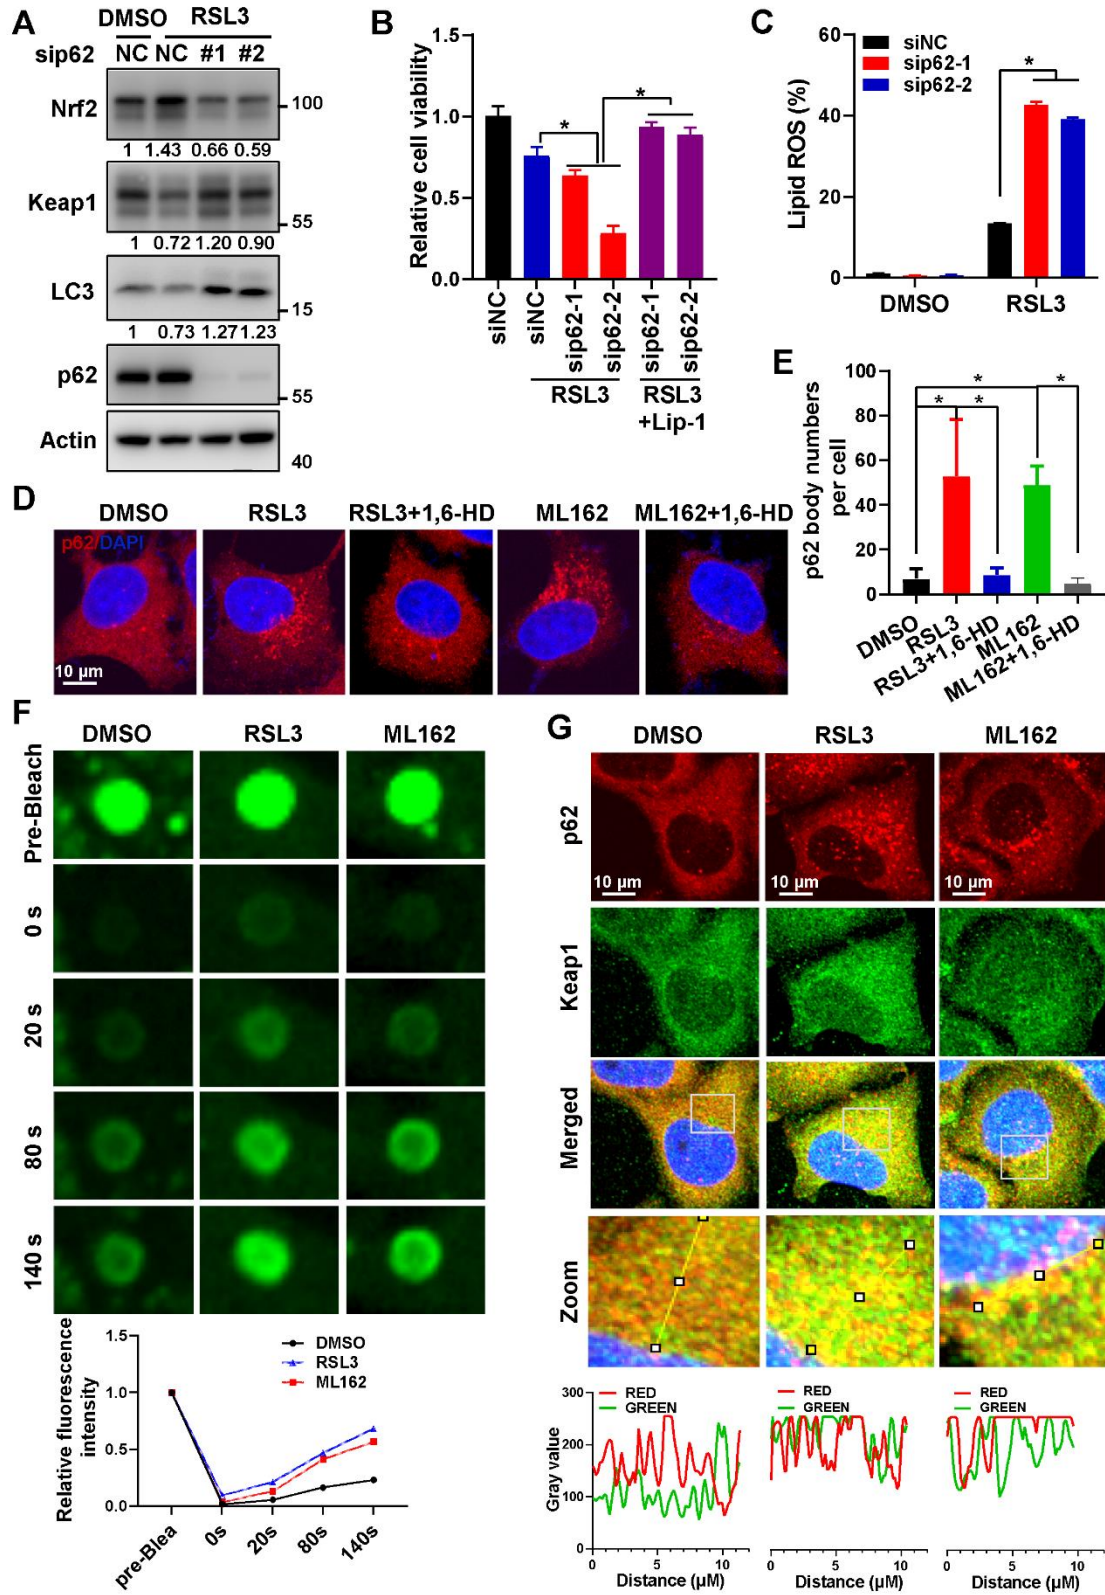 A
DMSO RSL3
sip62 NC NC #1 #2
Nrf2
100
1 1.43 0.66 0.59
Keap1
55
1 0.72 1.20 0.90
LC3
15
1 0.73 1.27 1.23
p62
55
Actin
40
B
Relative cell viability
1.5
1.0
0.5
0.0
*
*
siNC
siNC
sip62-1
sip62-2
sip62-1
sip62-2
RSL3
RSL3
+Lip-1
C
Lipid ROS (%)
60
40
20
0
siNC
sip62-1
sip62-2
*
DMSO RSL3
D
DMSO RSL3 RSL3+1,6-HD ML162 ML162+1,6-HD
p62/DAPI
10 μm
E
p62 body numbers
per cell
100
80
60
40
20
0
*
* * *
DMSO
RSL3
RSL3+1,6-HD
ML162
ML162+1,6-HD
F
DMSO RSL3 ML162
Pre-Bleach
0 s
20 s
80 s
140 s
Relative fluorescence
intensity
1.5
1.0
0.5
0.0
DMSO
RSL3
ML162
pre-Blea
0s
20s
80s
140s
G
DMSO RSL3 ML162
p62
10 μm 10 μm 10 μm
Keap1
Merged
Zoom
Gray value
300
200
100
0
RED
GREEN
RED
GREEN
RED
GREEN
0 5 10
0 5 10
0 5 10
Distance (μM) Distance (μM) Distance (μM)